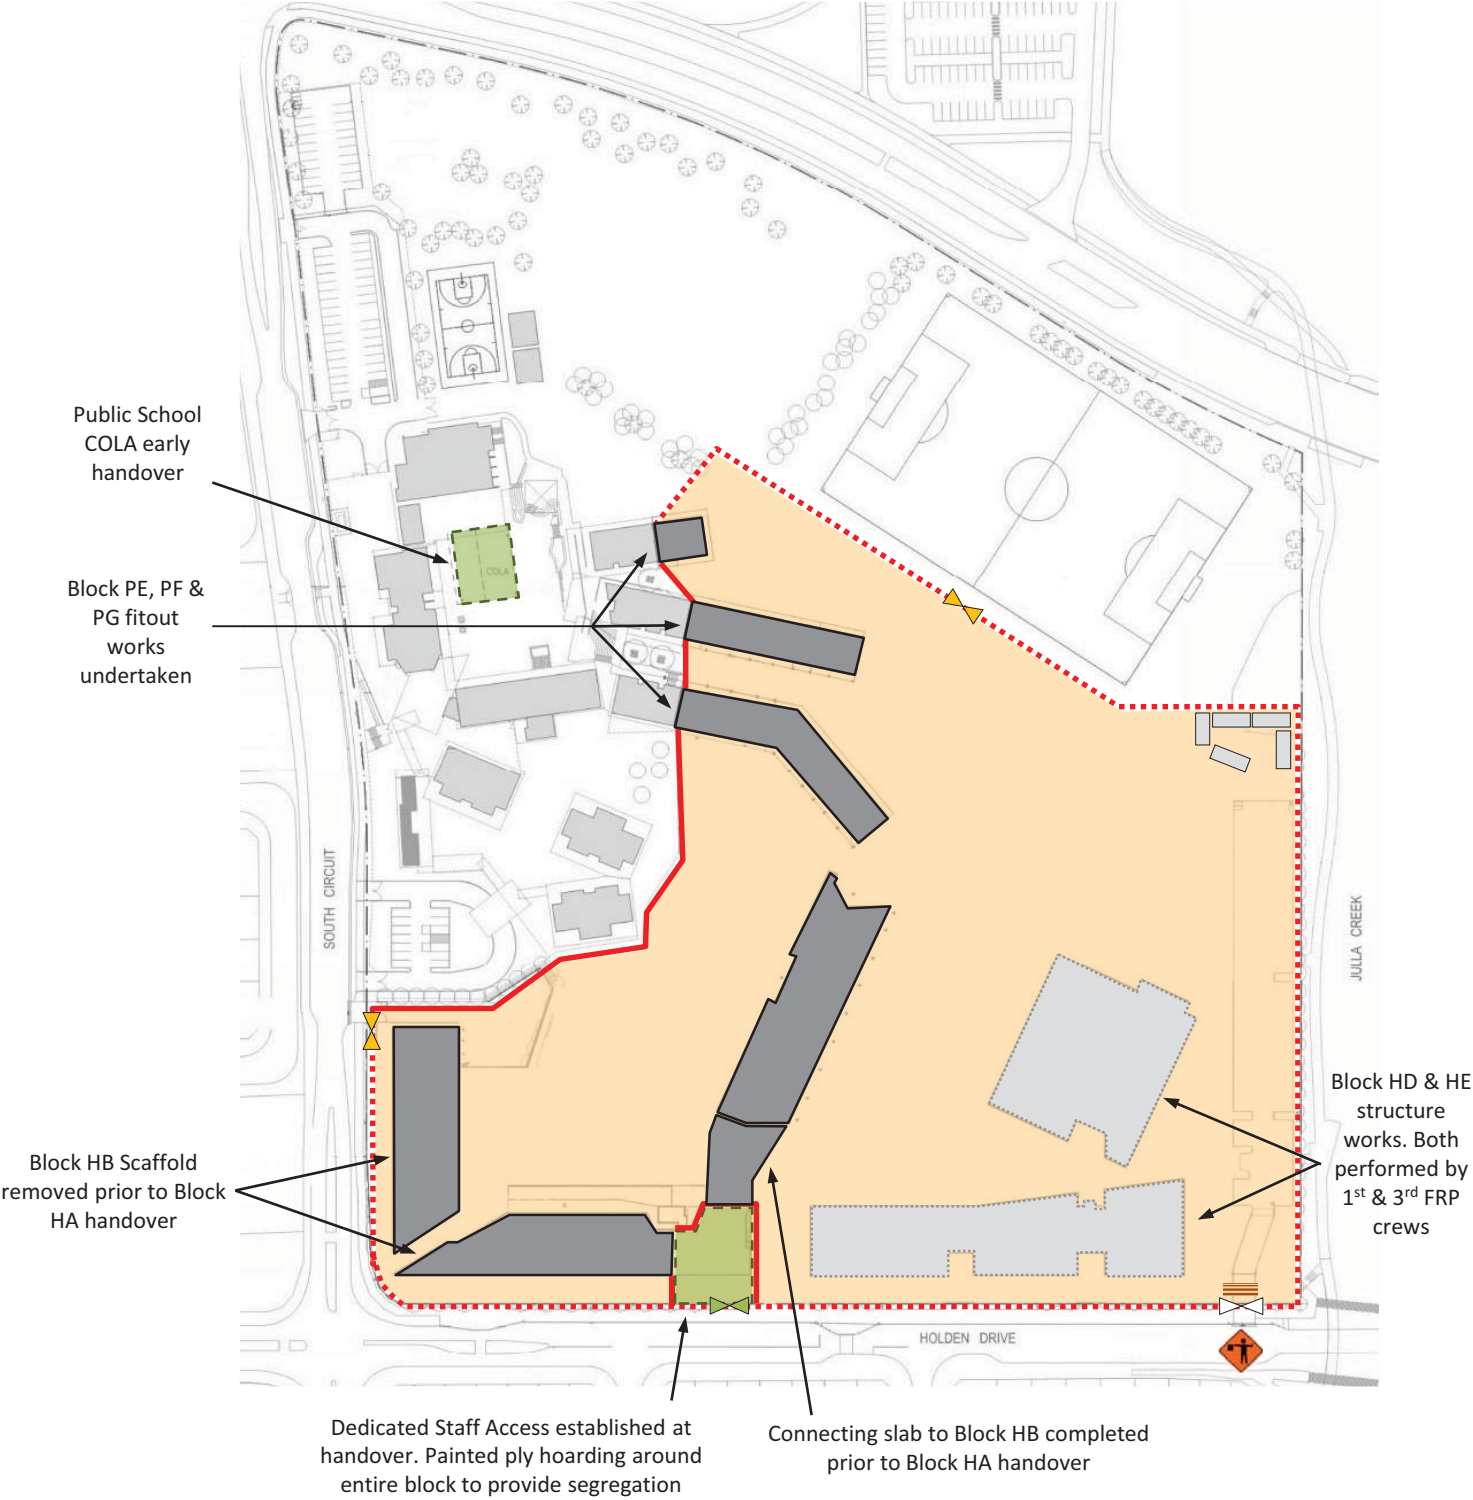 Public School
COLA early
handover
COLA
Block PE, PF &
PG fitout
works
undertaken
SOUTH CIRCUIT
JULLA CREEK
Block HD & HE
structure
works. Both
performed by
1st & 3rd FRP
crews
Block HB Scaffold
removed prior to Block
HA handover
HOLDEN DRIVE
Dedicated Staff Access established at
handover. Painted ply hoarding around
entire block to provide segregation
Connecting slab to Block HB completed
prior to Block HA handover